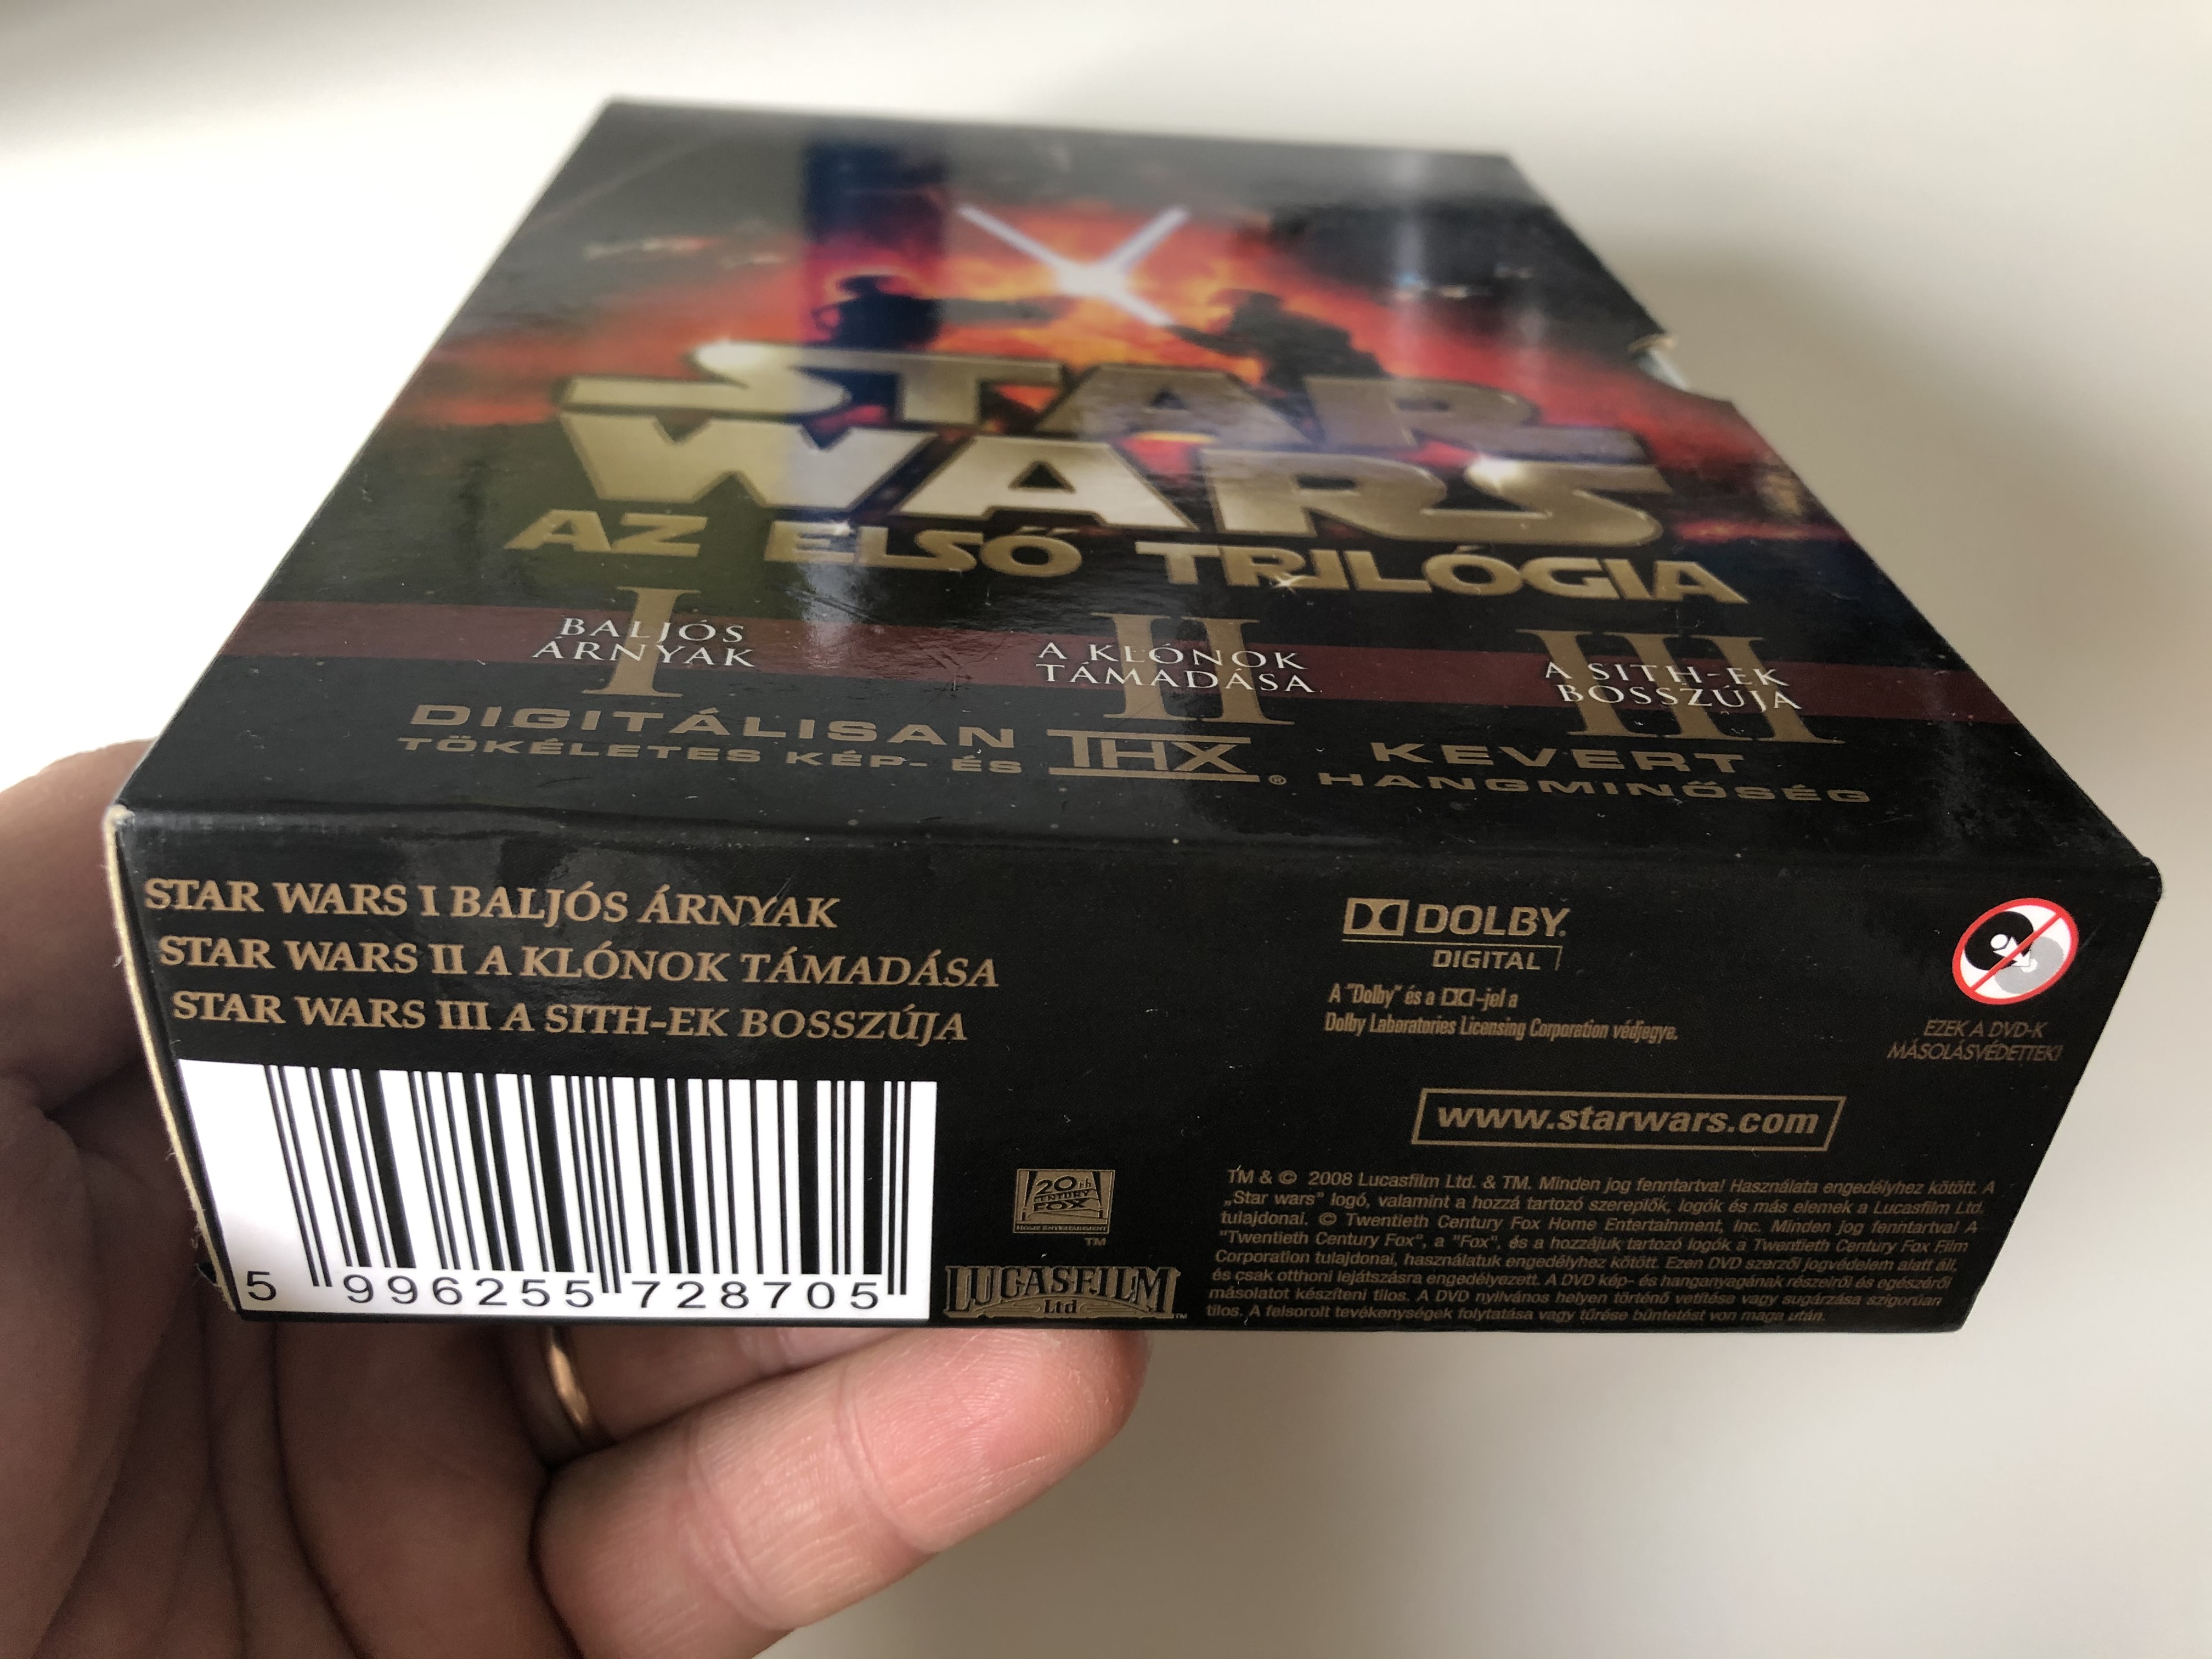 STAR
WARS
AZ ELSŐ TRILÓGIA
I
BALJÓS
ÁRNYAK
II
A KLÓNOK
TÁMADÁSA
III
A SITH-EK
BOSSZÚJA
DIGITÁLISAN THX® KEVERT
TÖKÉLETES KÉP- ÉS HANGMINŐSÉG
STAR WARS I BALJÓS ÁRNYAK
STAR WARS II A KLÓNOK TÁMADÁSA
STAR WARS III A SITH-EK BOSSZÚJA
5 996255 728705
20th
CENTURY
FOX
HOME ENTERTAINMENT
TM
LUCASFILM
Ltd
TM
DOLBY
DIGITAL
A "Dolby" és a DD-jel a
Dolby Laboratories Licensing Corporation védjegye.
EZEK A DVD-K
MÁSOLÁSVÉDETTEK!
www.starwars.com
TM & © 2008 Lucasfilm Ltd. & TM. Minden jog fenntartva! Használata engedélyhez kötött. A
„Star wars" logó, valamint a hozzá tartozó szereplők, logók és más elemek a Lucasfilm Ltd.
tulajdonai. © Twentieth Century Fox Home Entertainment, Inc. Minden jog fenntartva! A
"Twentieth Century Fox", a "Fox", és a hozzájuk tartozó logók a Twentieth Century Fox Film
Corporation tulajdonai, használatuk engedélyhez kötött. Ezen DVD szerzői jogvédelem alatt áll,
és csak otthoni lejátszásra engedélyezett. A DVD kép- és hanganyagának részeiről és egészéről
másolatot készíteni tilos. A DVD nyilvános helyen történő vetítése vagy sugárzása szigorúan
tilos. A felsorolt tevékenységek folytatása vagy tűrése büntetést von maga után.